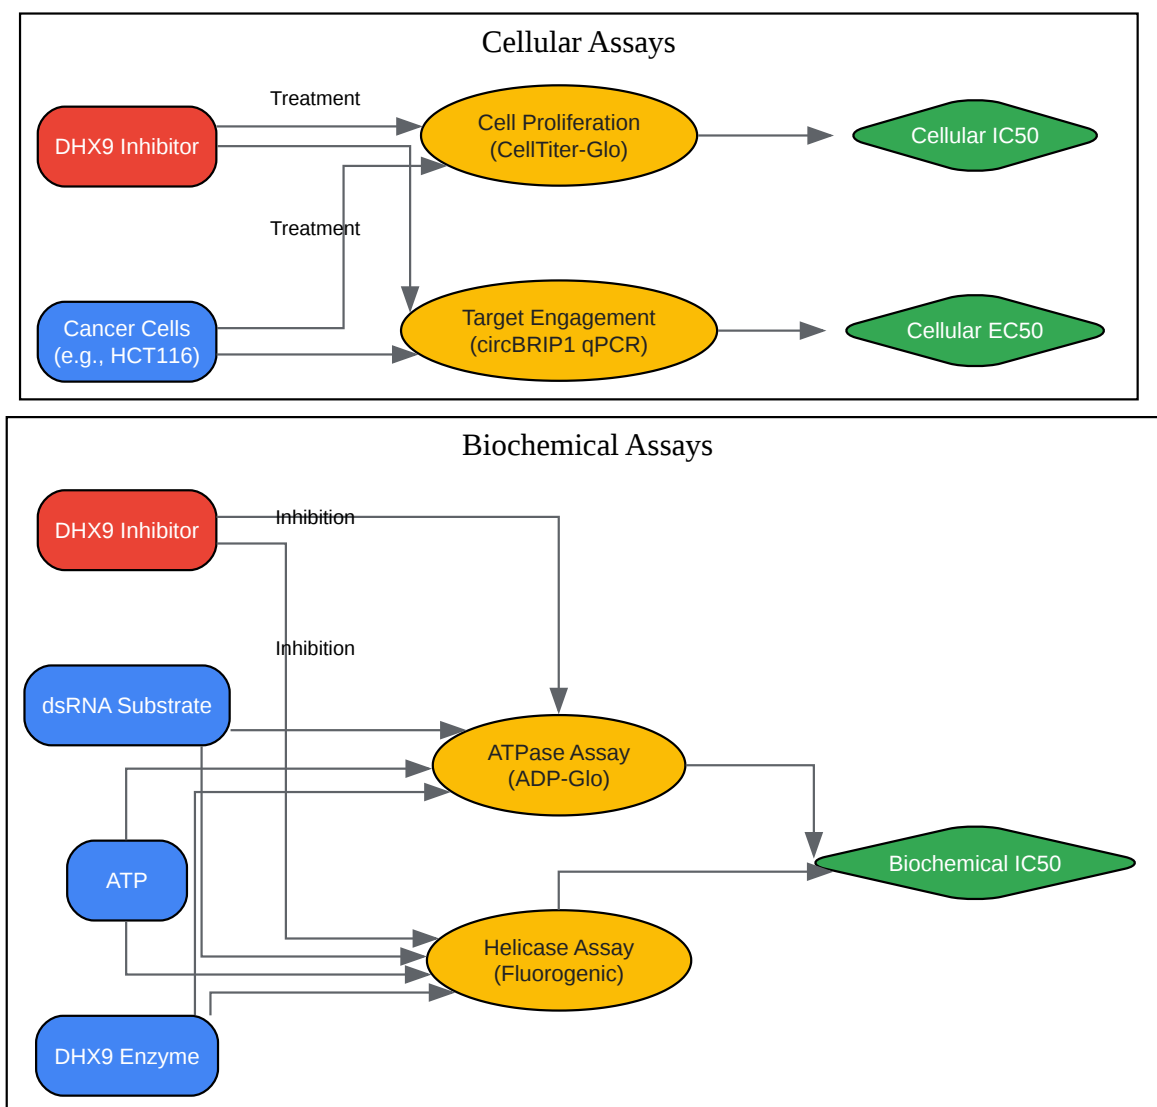 Cellular Assays
Treatment
DHX9 Inhibitor
Cell Proliferation
(CellTiter-Glo)
Cellular IC50
Treatment
Cancer Cells
(e.g., HCT116)
Target Engagement
(circBRIP1 qPCR)
Cellular EC50
Biochemical Assays
DHX9 Inhibitor
Inhibition
Inhibition
dsRNA Substrate
ATPase Assay
(ADP-Glo)
ATP
Biochemical IC50
Helicase Assay
(Fluorogenic)
DHX9 Enzyme